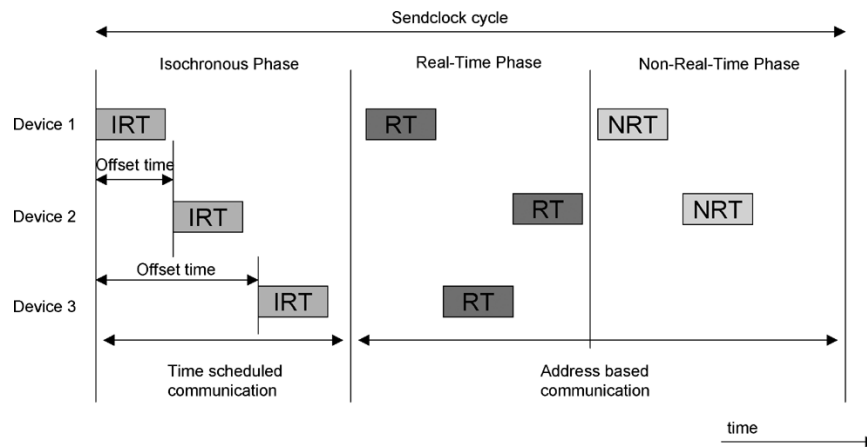 Sendclock cycle
Isochronous Phase
Real-Time Phase
Non-Real-Time Phase
Device 1
IRT
RT
NRT
Offset time
Device 2
IRT
RT
NRT
Offset time
Device 3
IRT
RT
Time scheduled
communication
Address based
communication
time